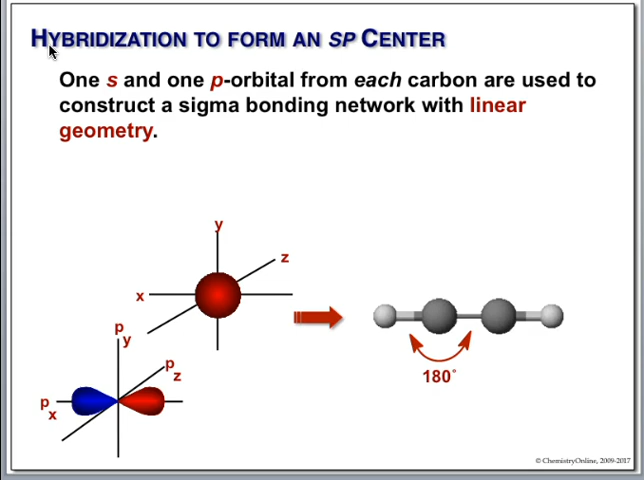 HYBRIDIZATION TO FORM AN SP CENTER
One s and one p-orbital from each carbon are used to
construct a sigma bonding network with linear
geometry.
y
z
x
p y
p z
p x
180°
© ChemistryOnline, 2009-2017